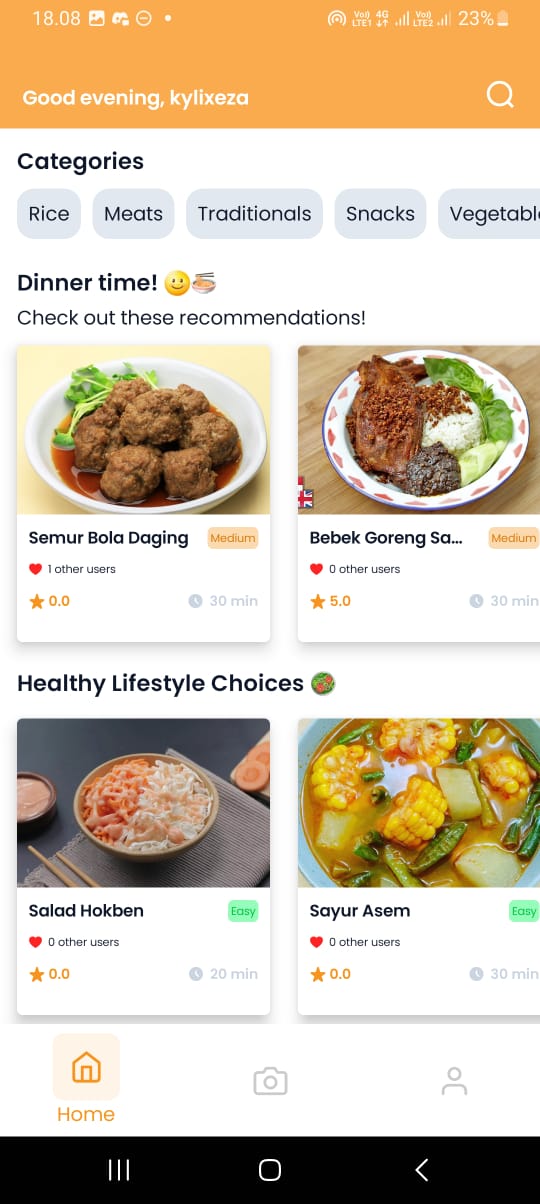 18.08 Vo) LTE1 4G Vo) LTE2 23%
Good evening, kylixeza
Categories
Rice Meats Traditionals Snacks Vegetabl
Dinner time! 🙂🍜
Check out these recommendations!
Semur Bola Daging Medium
1 other users
0.0 30 min
Bebek Goreng Sa... Medium
0 other users
5.0 30 min
Healthy Lifestyle Choices 🥗
Salad Hokben Easy
0 other users
0.0 20 min
Sayur Asem Easy
0 other users
0.0 30 min
Home